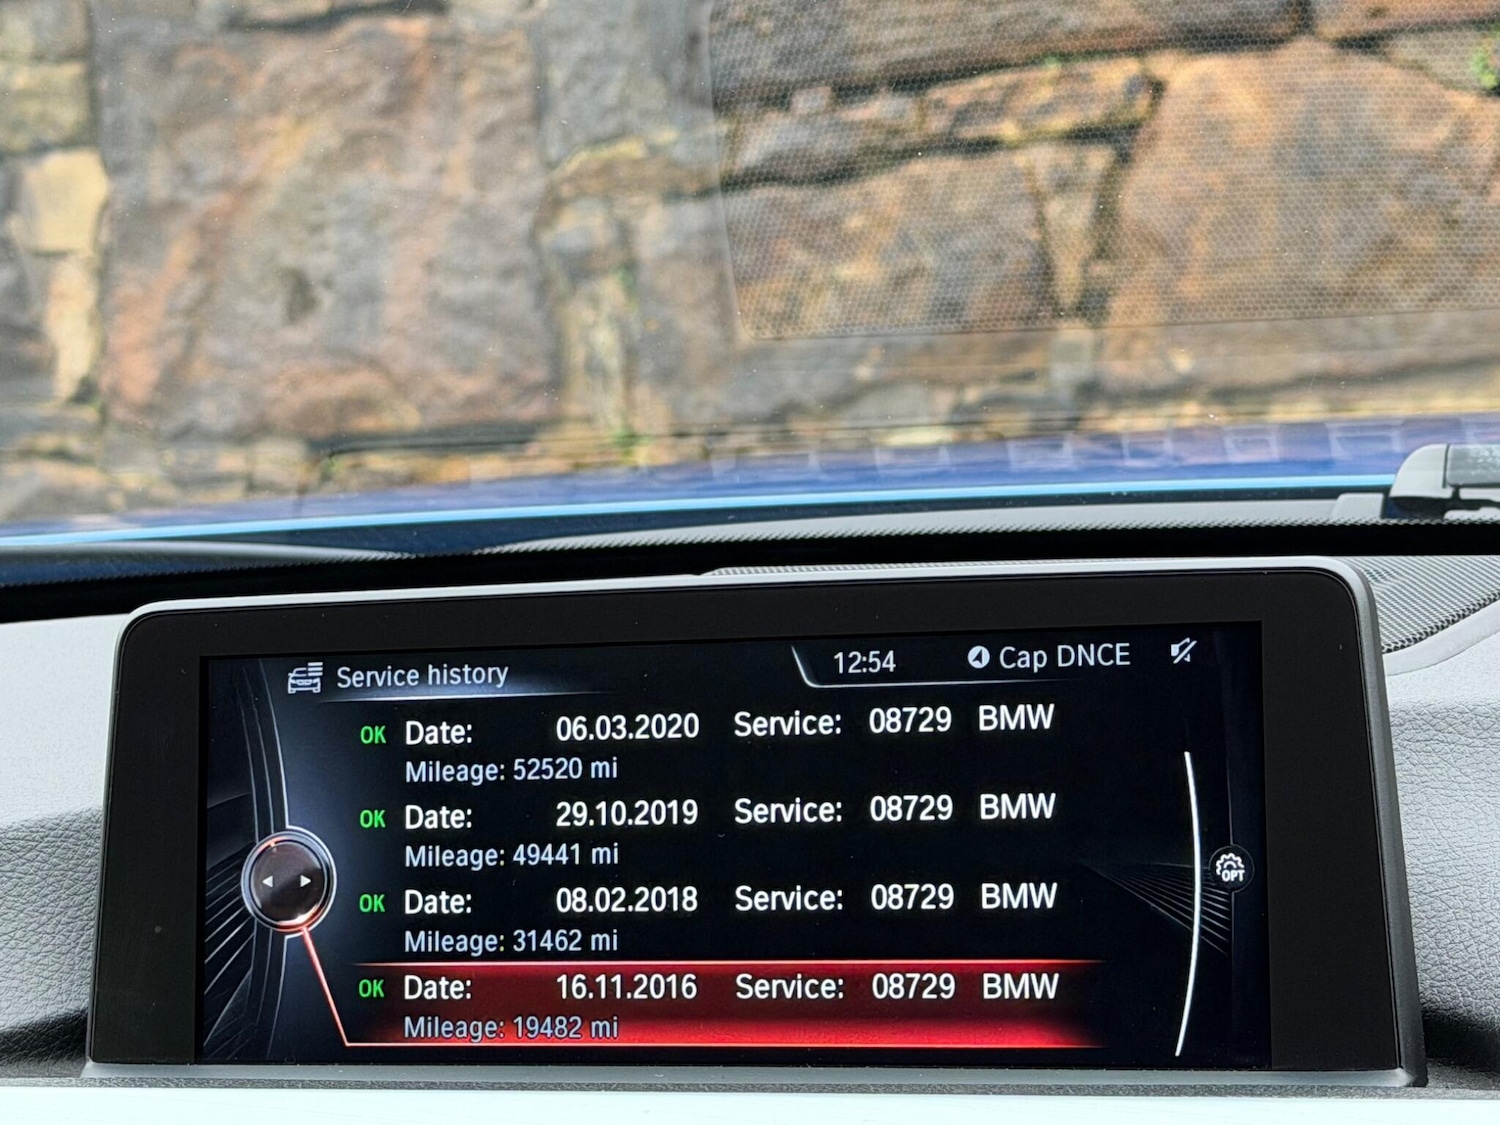 Service history 12:54 Cap DNCE
OK Date: 06.03.2020 Service: 08729 BMW
Mileage: 52520 mi
OK Date: 29.10.2019 Service: 08729 BMW
Mileage: 49441 mi
OK Date: 08.02.2018 Service: 08729 BMW
Mileage: 31462 mi
OPT
OK Date: 16.11.2016 Service: 08729 BMW
Mileage: 19482 mi